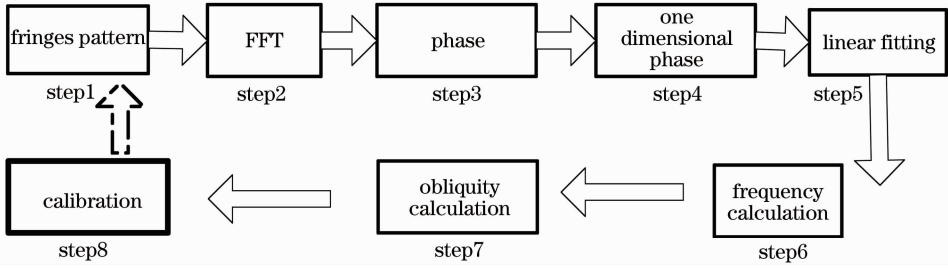 fringes pattern
FFT
phase
one
dimensional
phase
linear fitting
step1
step2
step3
step4
step5
calibration
obliquity
calculation
frequency
calculation
step8
step7
step6